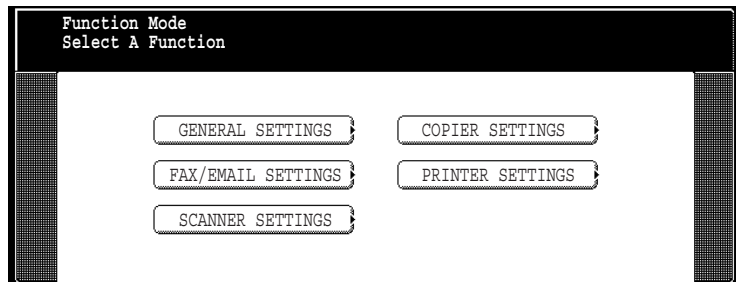 Function Mode
Select A Function
GENERAL SETTINGS
COPIER SETTINGS
FAX/EMAIL SETTINGS
PRINTER SETTINGS
SCANNER SETTINGS